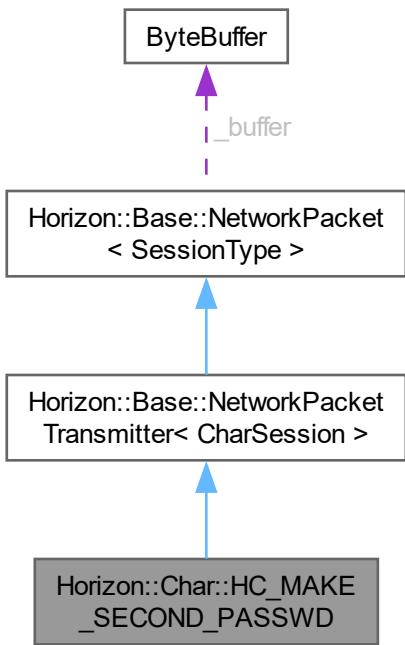 ByteBuffer
_buffer
Horizon::Base::NetworkPacket
< SessionType >
Horizon::Base::NetworkPacket
Transmitter< CharSession >
Horizon::Char::HC_MAKE
_SECOND_PASSWD